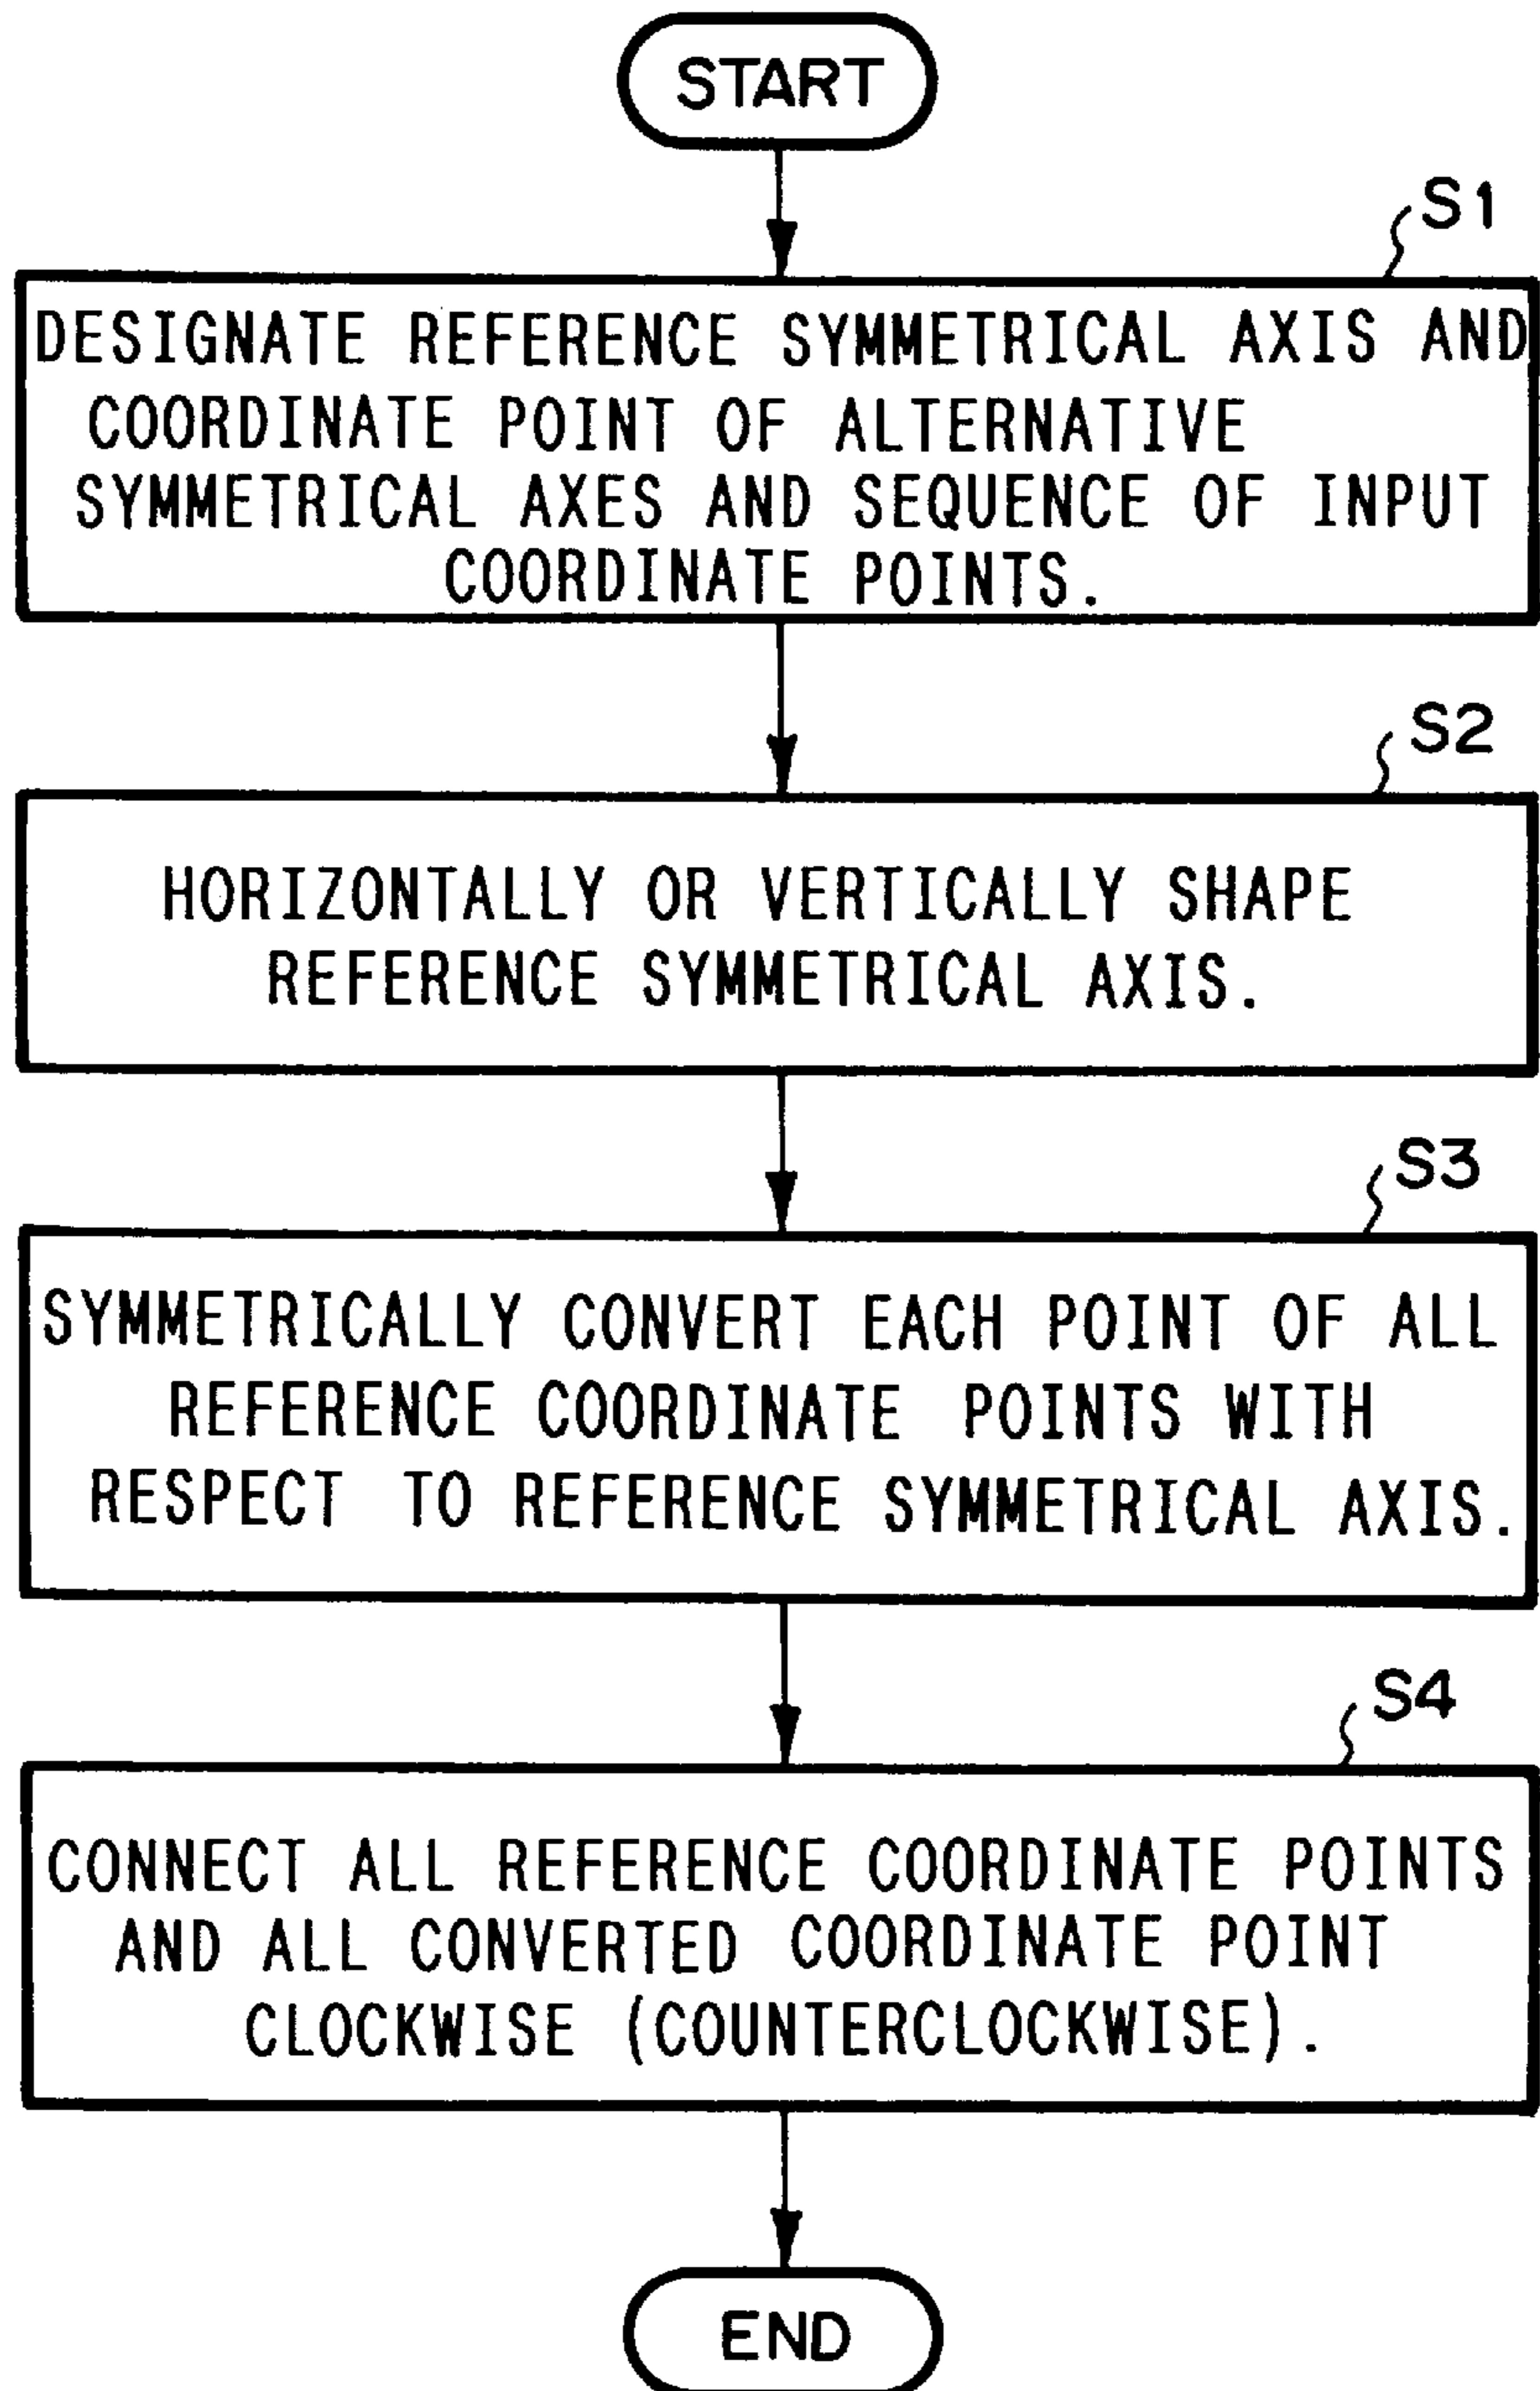 START
S1
DESIGNATE REFERENCE SYMMETRICAL AXIS AND
COORDINATE POINT OF ALTERNATIVE
SYMMETRICAL AXES AND SEQUENCE OF INPUT
COORDINATE POINTS.
S2
HORIZONTALLY OR VERTICALLY SHAPE
REFERENCE SYMMETRICAL AXIS.
S3
SYMMETRICALLY CONVERT EACH POINT OF ALL
REFERENCE COORDINATE POINTS WITH
RESPECT TO REFERENCE SYMMETRICAL AXIS.
S4
CONNECT ALL REFERENCE COORDINATE POINTS
AND ALL CONVERTED COORDINATE POINT
CLOCKWISE (COUNTERCLOCKWISE).
END